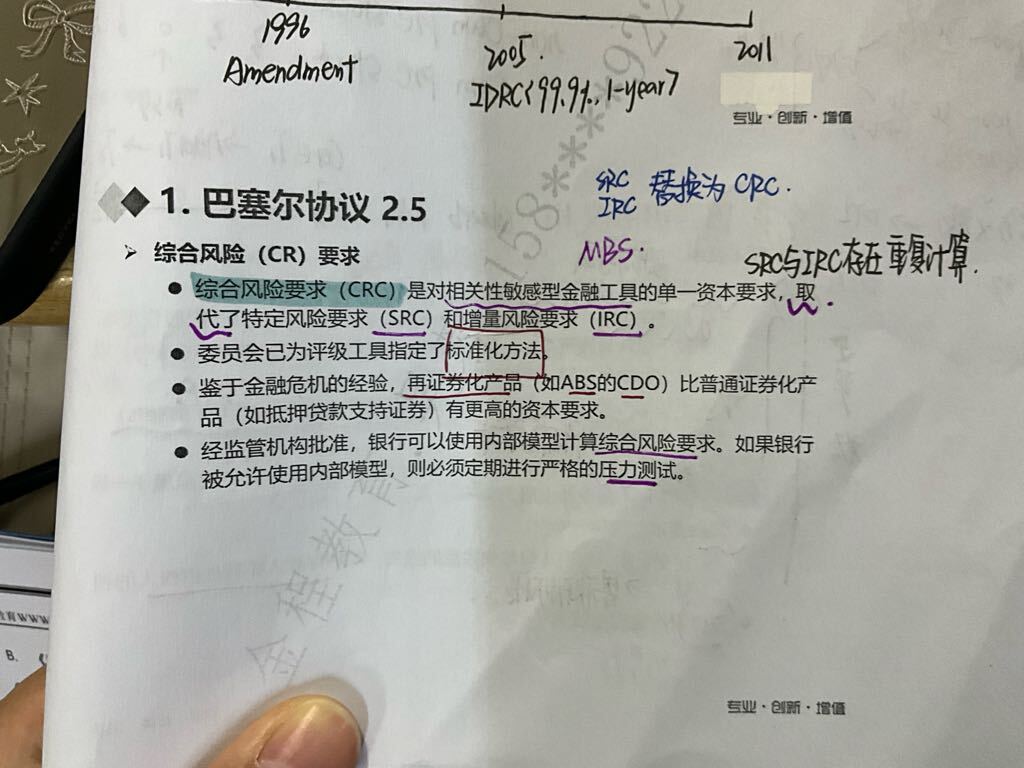 1996
Amendment
2005.
IDRC(99.9%, 1-year)
2011
专业·创新·增值
1. 巴塞尔协议 2.5
SRC
IRC 替换为 CRC.
MBS.
SRC与IRC存在重复计算.
综合风险（CR）要求
综合风险要求（CRC）是对相关性敏感型金融工具的单一资本要求，取
代了特定风险要求（SRC）和增量风险要求（IRC）。
委员会已为评级工具指定了标准化方法。
鉴于金融危机的经验，再证券化产品（如ABS的CDO）比普通证券化产
品（如抵押贷款支持证券）有更高的资本要求。
经监管机构批准，银行可以使用内部模型计算综合风险要求。如果银行
被允许使用内部模型，则必须定期进行严格的压力测试。
158****922
金程教育
育WWW
B.
专业·创新·增值